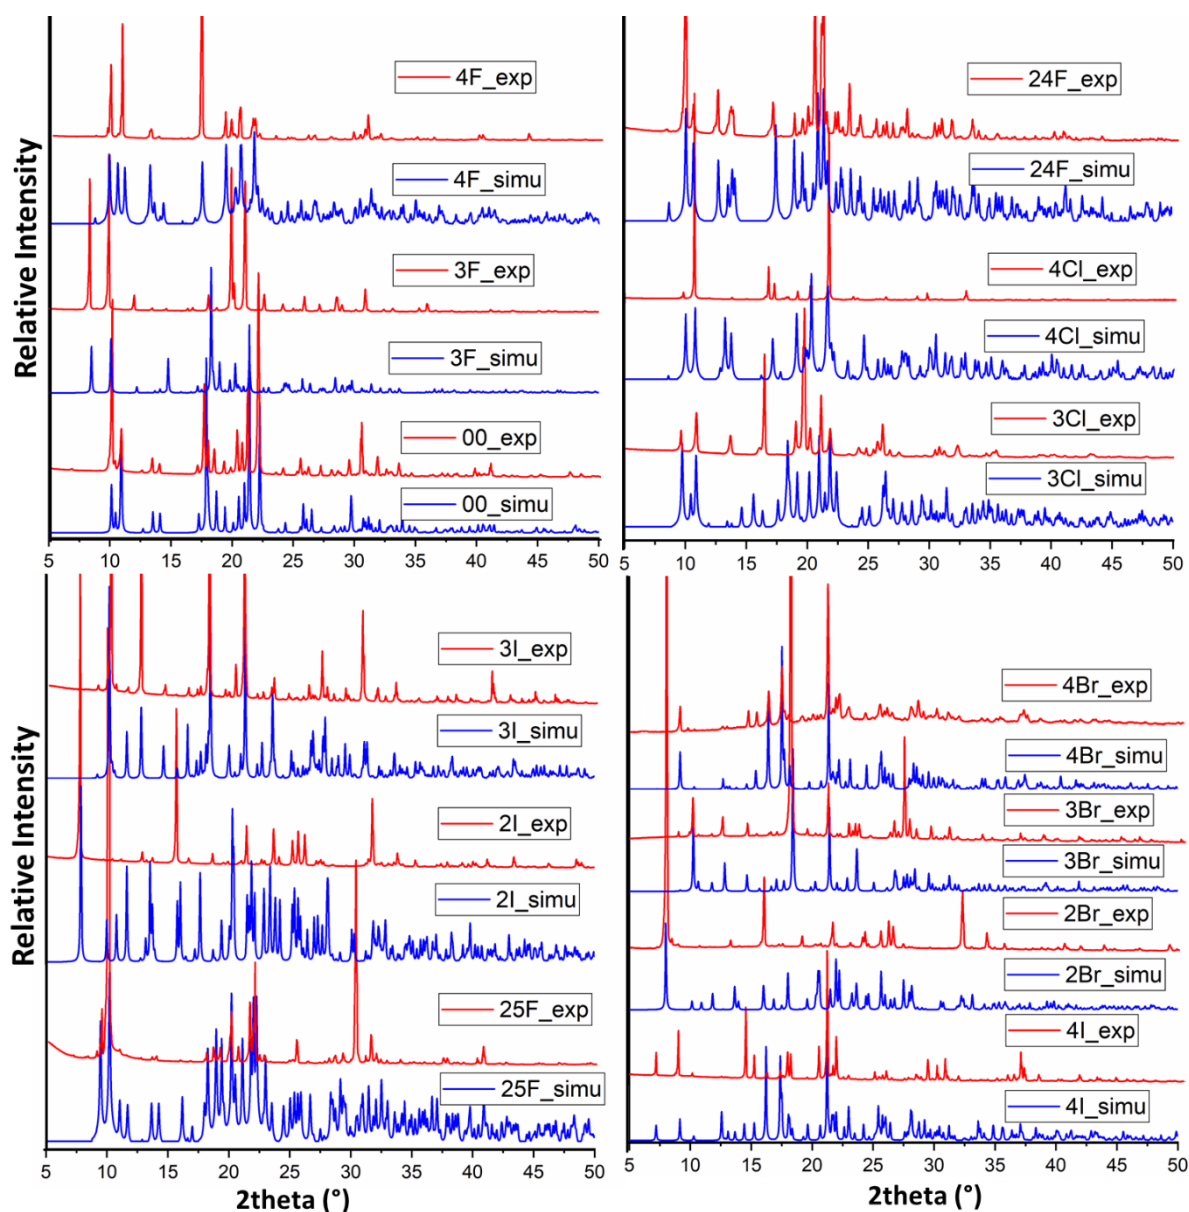 Relative Intensity
4F_exp
4F_simu
3F_exp
3F_simu
00_exp
00_simu
5 10 15 20 25 30 35 40 45 50
24F_exp
24F_simu
4Cl_exp
4Cl_simu
3Cl_exp
3Cl_simu
5 10 15 20 25 30 35 40 45 50
Relative Intensity
3I_exp
3I_simu
2I_exp
2I_simu
25F_exp
25F_simu
5 10 15 20 25 30 35 40 45 50
2theta (°)
4Br_exp
4Br_simu
3Br_exp
3Br_simu
2Br_exp
2Br_simu
4I_exp
4I_simu
5 10 15 20 25 30 35 40 45 50
2theta (°)